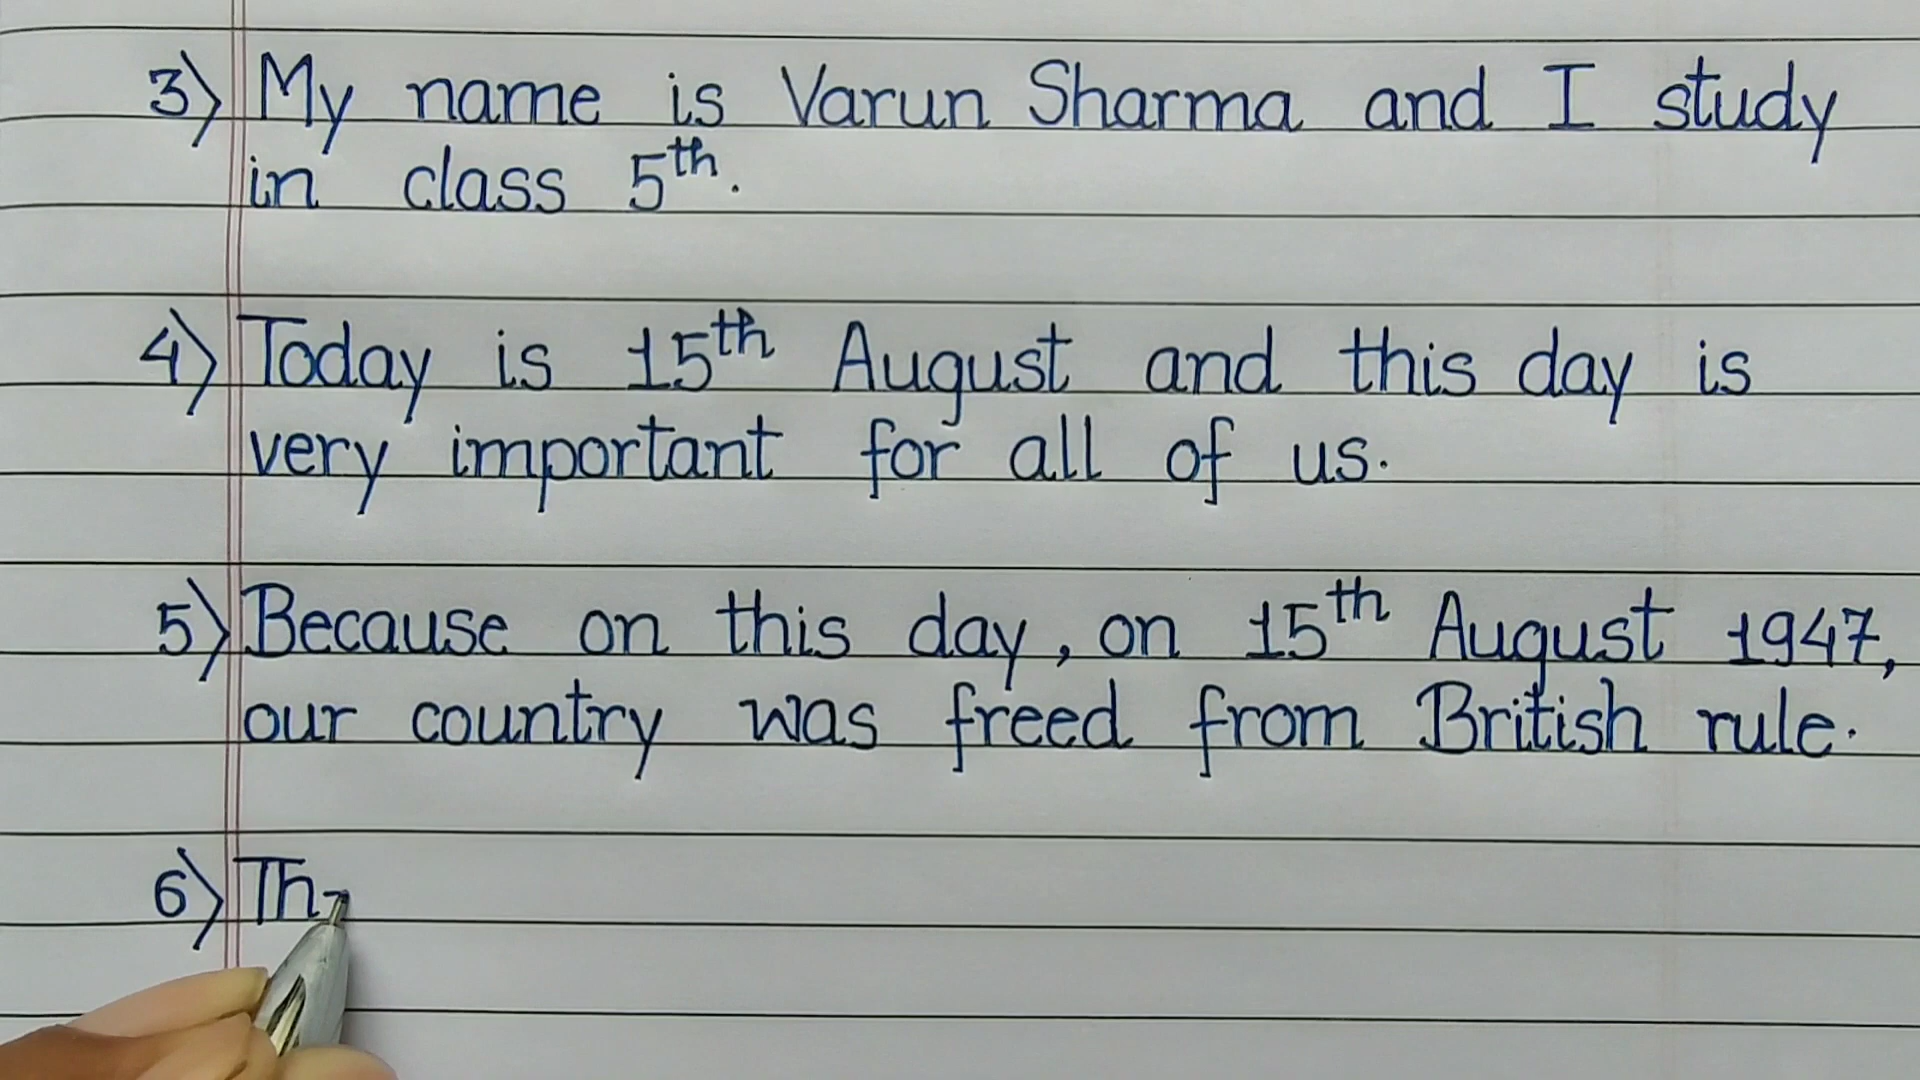 3) My name is Varun Sharma and I study
in class 5th.
4) Today is 15th August and this day is
very important for all of us.
5) Because on this day, on 15th August 1947,
our country was freed from British rule.
6) Th